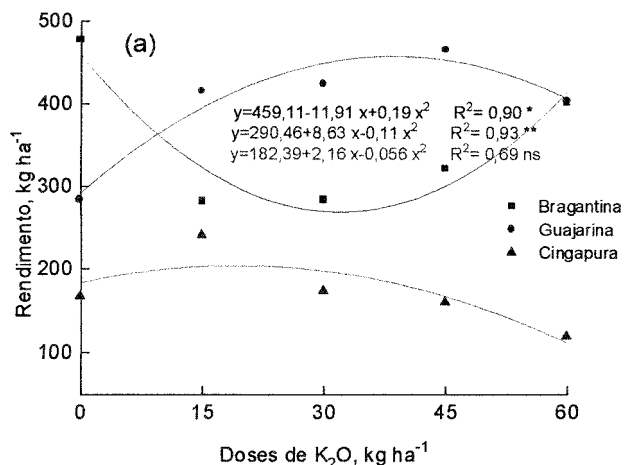 (a)
500
400
300
200
100
Rendimento, kg ha-1
y=459,11-11,91 x+0,19 x² R²= 0,90 *
y=290,46+8,63 x-0,11 x² R²= 0,93 **
y=182,39+2,16 x-0,056 x² R²= 0,69 ns
Bragantina
Guajarina
Cingapura
0 15 30 45 60
Doses de K₂O, kg ha-1